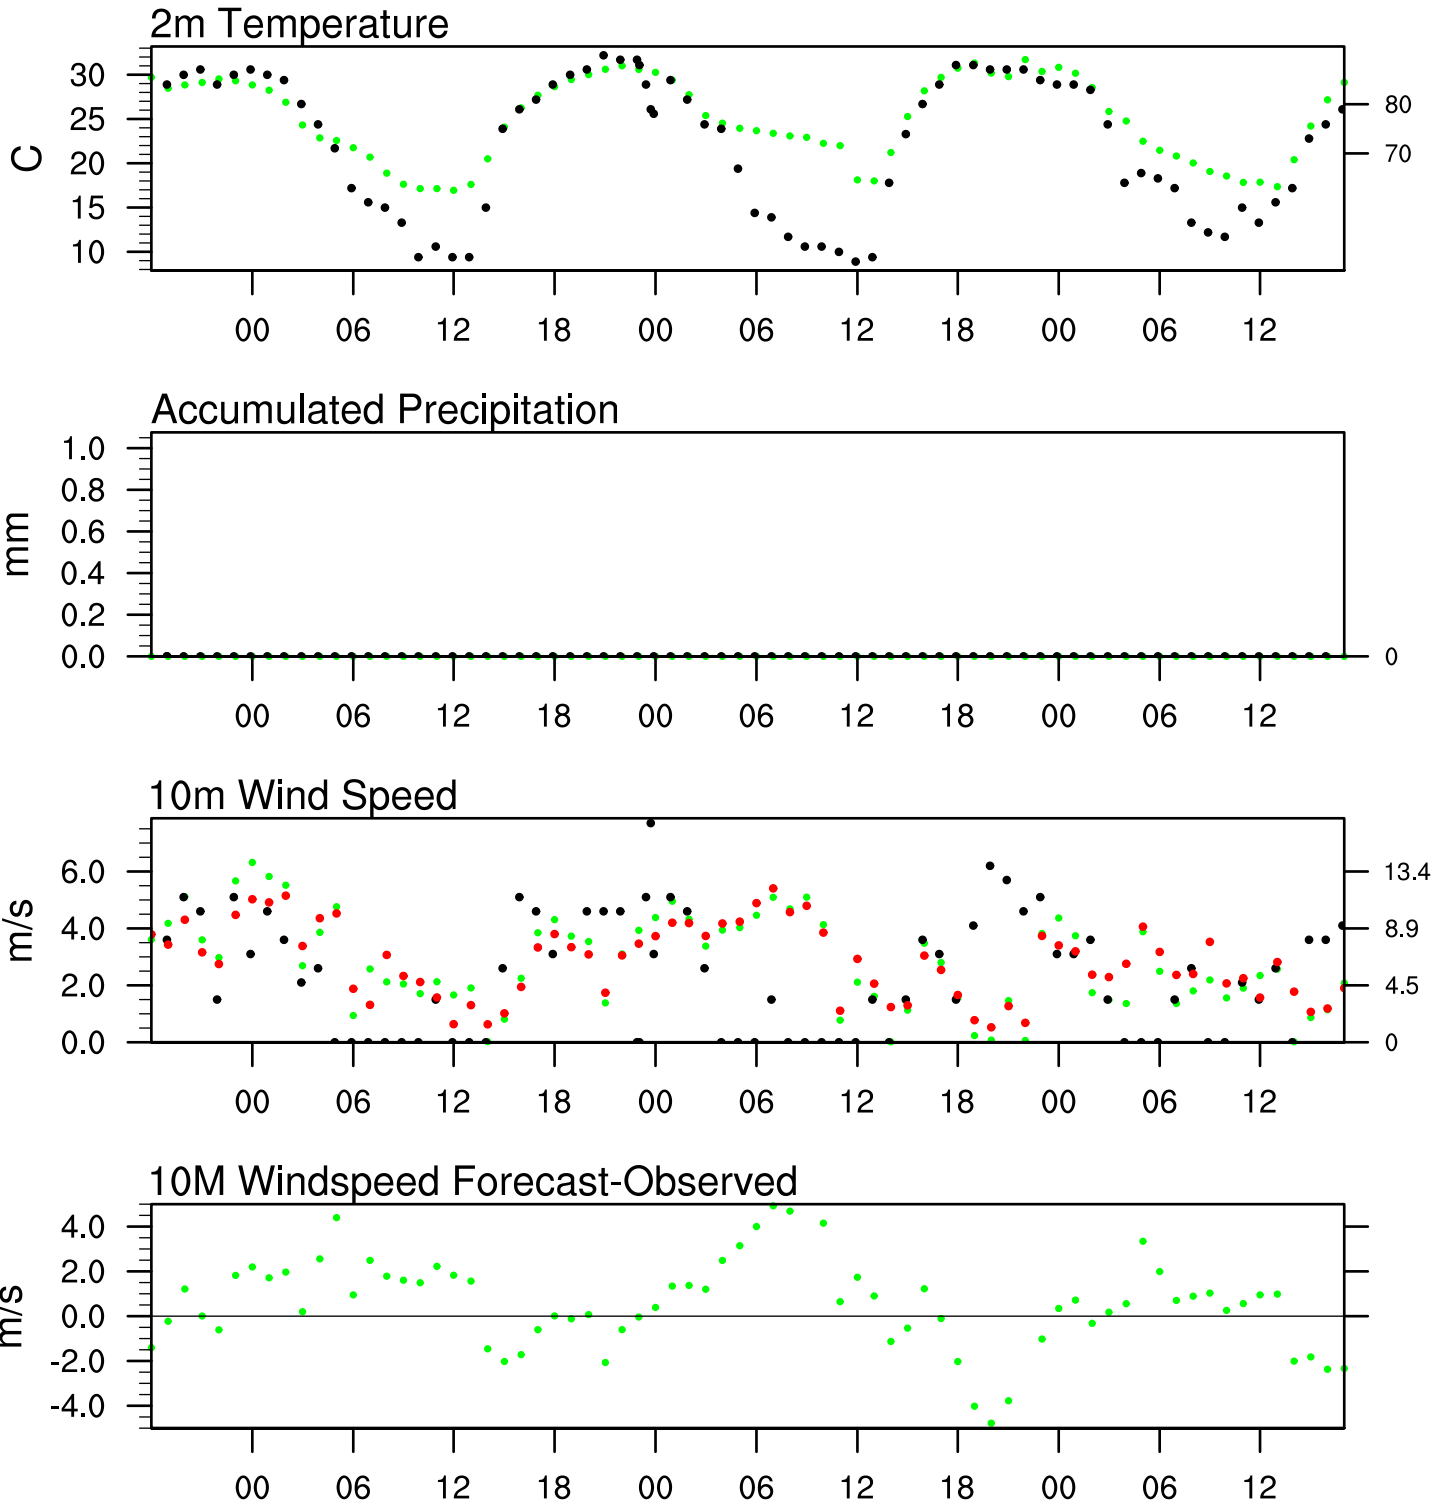 2m Temperature
30
25
20
15
10
C
80
70
00 06 12 18 00 06 12 18 00 06 12
Accumulated Precipitation
1.0
0.8
0.6
0.4
0.2
0.0
mm
0
00 06 12 18 00 06 12 18 00 06 12
10m Wind Speed
6.0
4.0
2.0
0.0
m/s
13.4
8.9
4.5
0
00 06 12 18 00 06 12 18 00 06 12
10M Windspeed Forecast-Observed
4.0
2.0
0.0
-2.0
-4.0
m/s
00 06 12 18 00 06 12 18 00 06 12